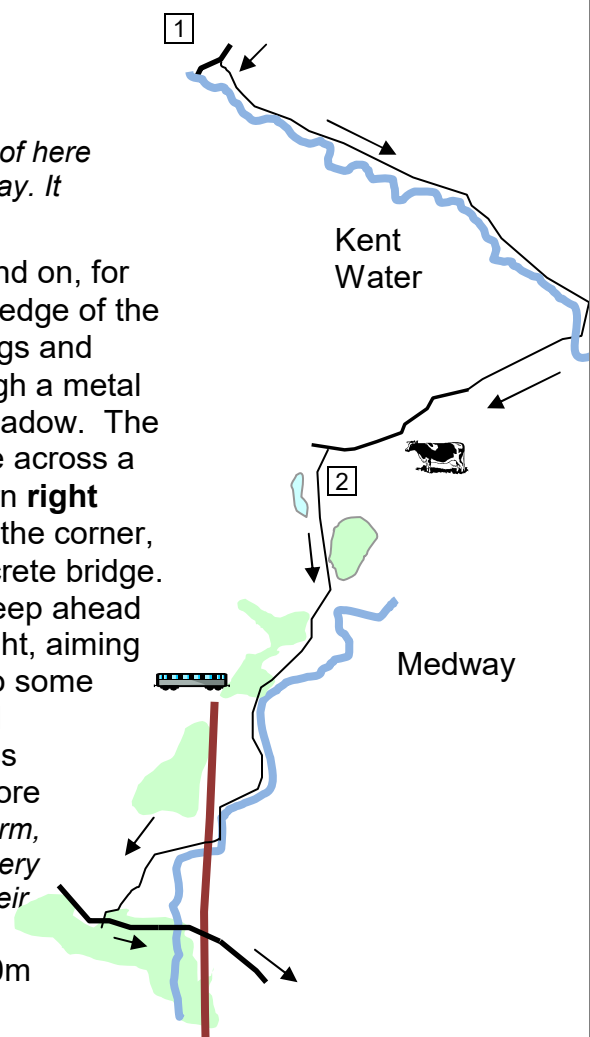 1
of here
ay. It
Kent
Water
nd on, for
edge of the
gs and
gh a metal
adow. The
e across a
n right
2
the corner,
crete bridge.
eep ahead
ht, aiming
o some
Medway
s
ore
rm,
ery
eir
0m